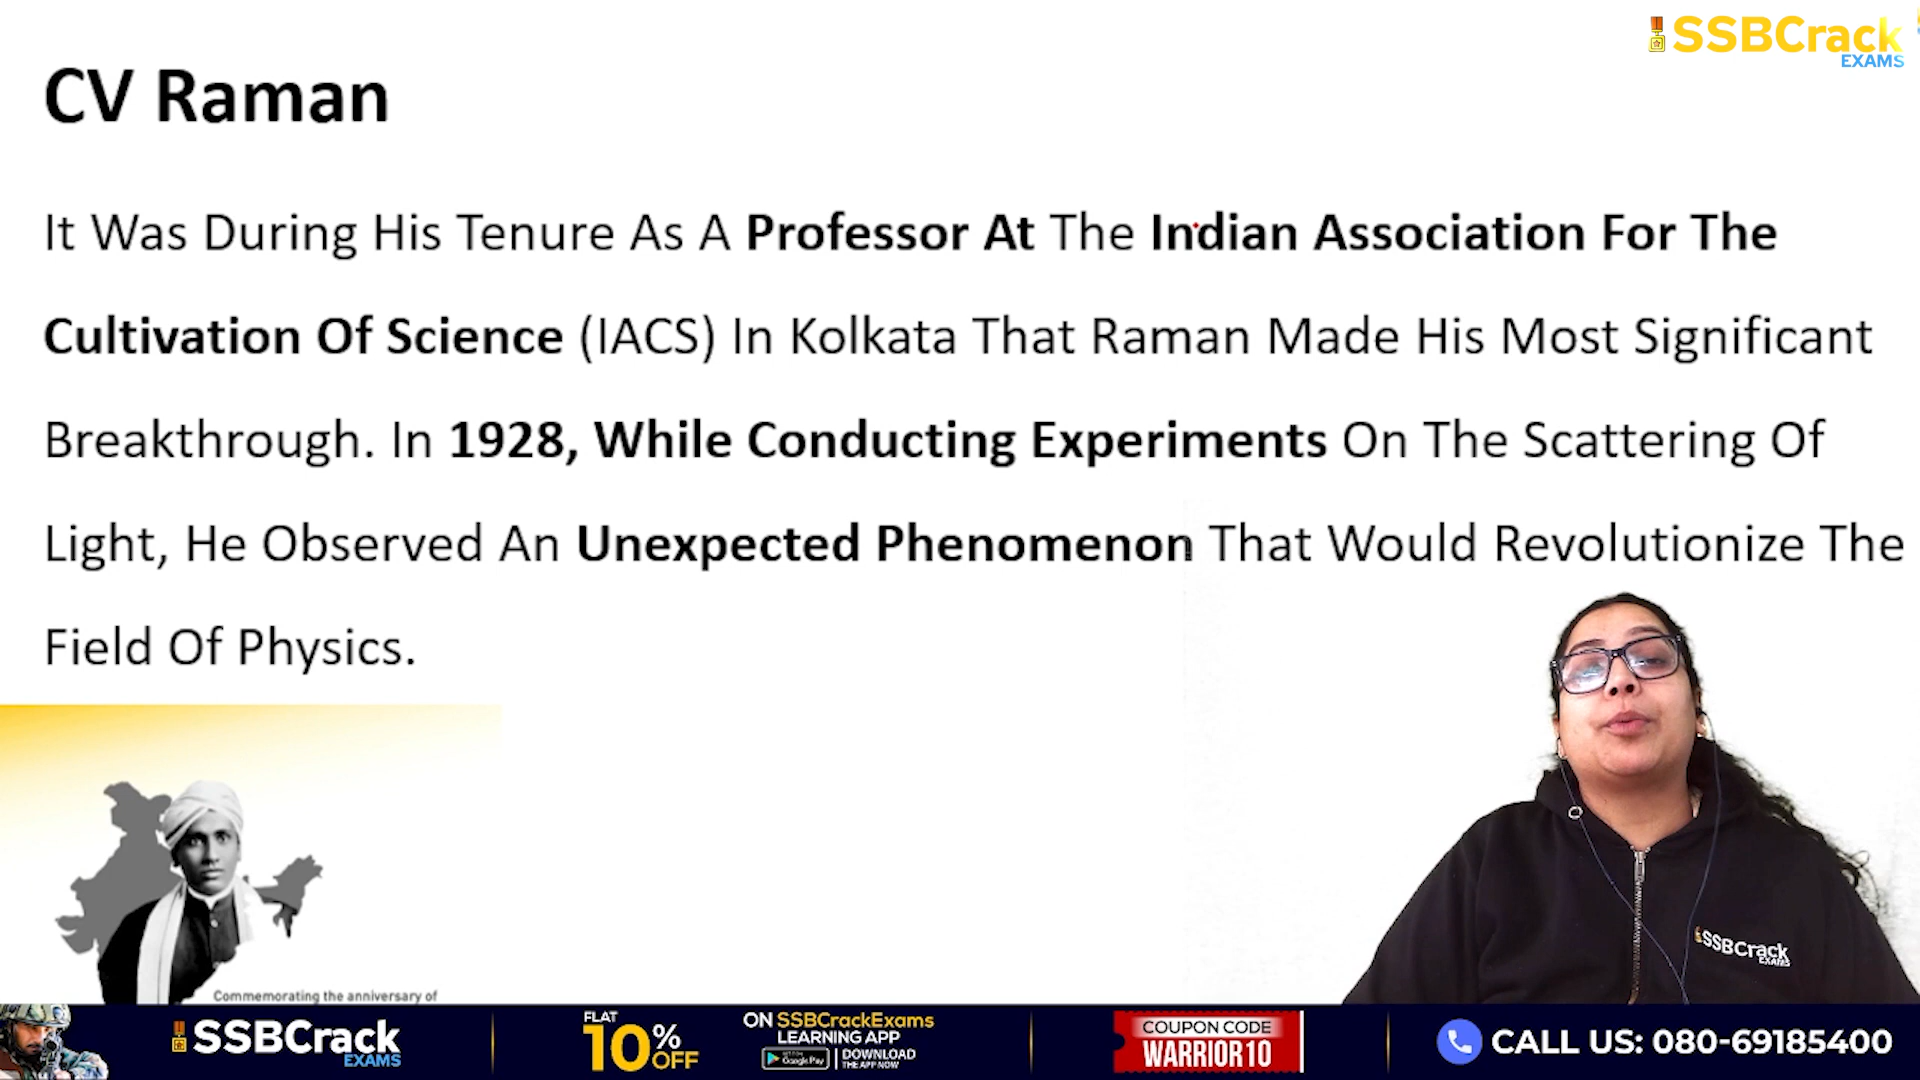 SSBCrack
EXAMS
CV Raman
It Was During His Tenure As A Professor At The Indian Association For The
Cultivation Of Science (IACS) In Kolkata That Raman Made His Most Significant
Breakthrough. In 1928, While Conducting Experiments On The Scattering Of
Light, He Observed An Unexpected Phenomenon That Would Revolutionize The
Field Of Physics.
SSBCrack
EXAMS
Commemorating the anniversary of
SSBCrack
EXAMS
FLAT
10% OFF
ON SSBCrackExams
LEARNING APP
Google Play
DOWNLOAD
THE APP NOW
COUPON CODE
WARRIOR10
CALL US: 080-69185400